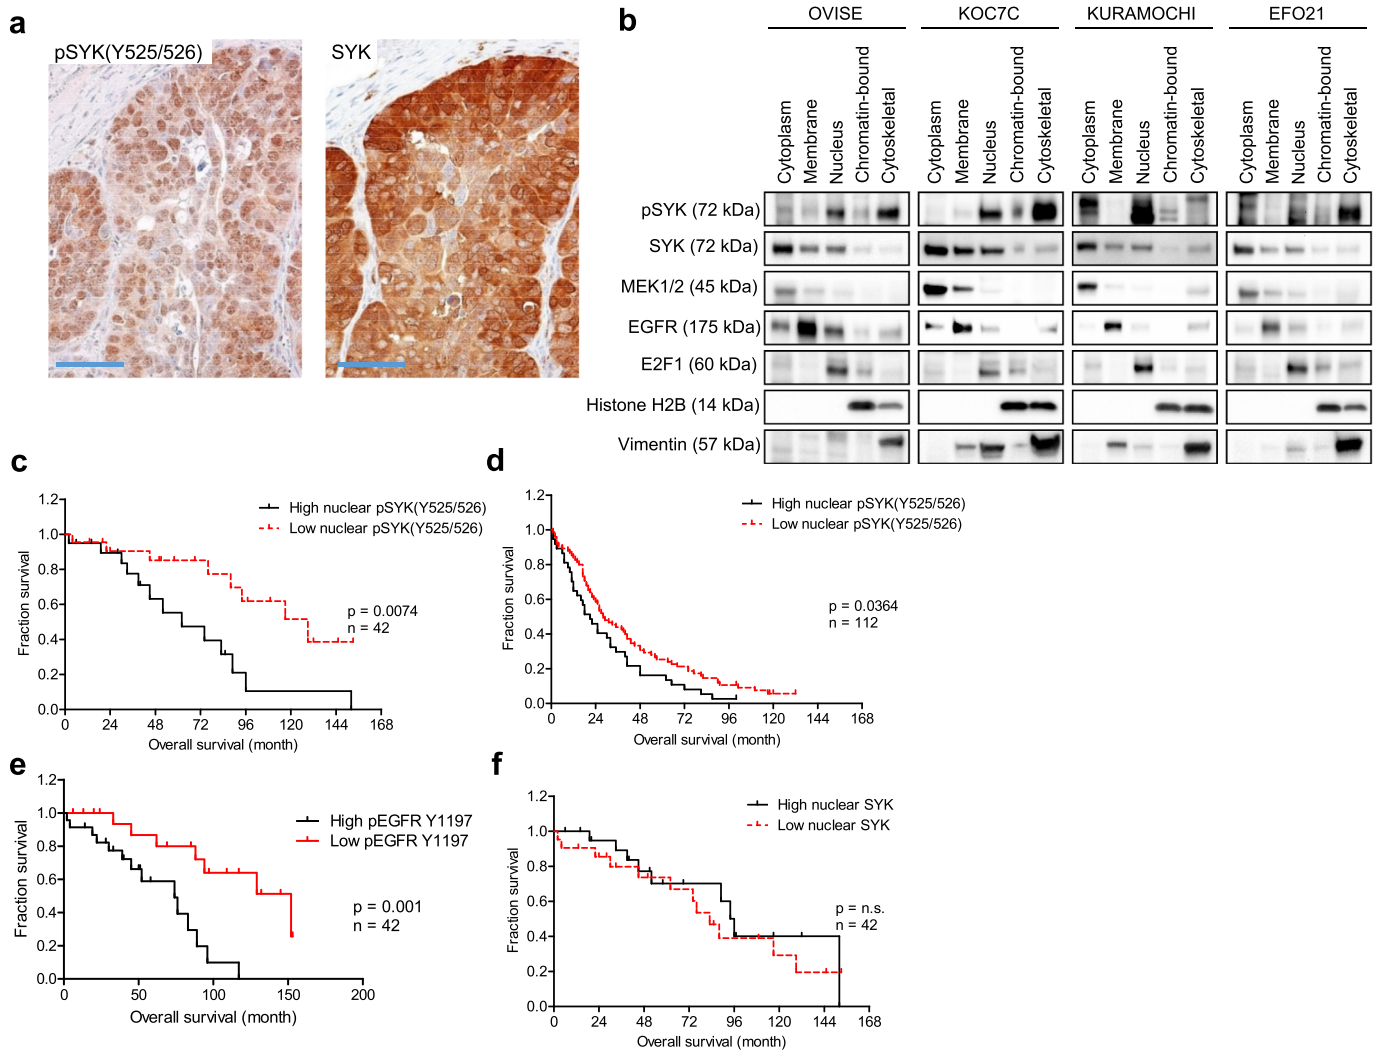 a
pSYK(Y525/526)
SYK
b
OVISE
KOC7C
KURAMOCHI
EFO21
Cytoplasm
Membrane
Nucleus
Chromatin-bound
Cytoskeletal
Cytoplasm
Membrane
Nucleus
Chromatin-bound
Cytoskeletal
Cytoplasm
Membrane
Nucleus
Chromatin-bound
Cytoskeletal
Cytoplasm
Membrane
Nucleus
Chromatin-bound
Cytoskeletal
pSYK (72 kDa)
SYK (72 kDa)
MEK1/2 (45 kDa)
EGFR (175 kDa)
E2F1 (60 kDa)
Histone H2B (14 kDa)
Vimentin (57 kDa)
c
1.2
1.0
0.8
0.6
0.4
0.2
0.0
Fraction survival
High nuclear pSYK(Y525/526)
Low nuclear pSYK(Y525/526)
p = 0.0074
n = 42
0 24 48 72 96 120 144 168
Overall survival (month)
d
1.2
1.0
0.8
0.6
0.4
0.2
0.0
Fraction survival
High nuclear pSYK(Y525/526)
Low nuclear pSYK(Y525/526)
p = 0.0364
n = 112
0 24 48 72 96 120 144 168
Overall survival (month)
e
1.2
1.0
0.8
0.6
0.4
0.2
0.0
Fraction survival
High pEGFR Y1197
Low pEGFR Y1197
p = 0.001
n = 42
0 50 100 150 200
Overall survival (month)
f
1.2
1.0
0.8
0.6
0.4
0.2
0.0
Fraction survival
High nuclear SYK
Low nuclear SYK
p = n.s.
n = 42
0 24 48 72 96 120 144 168
Overall survival (month)